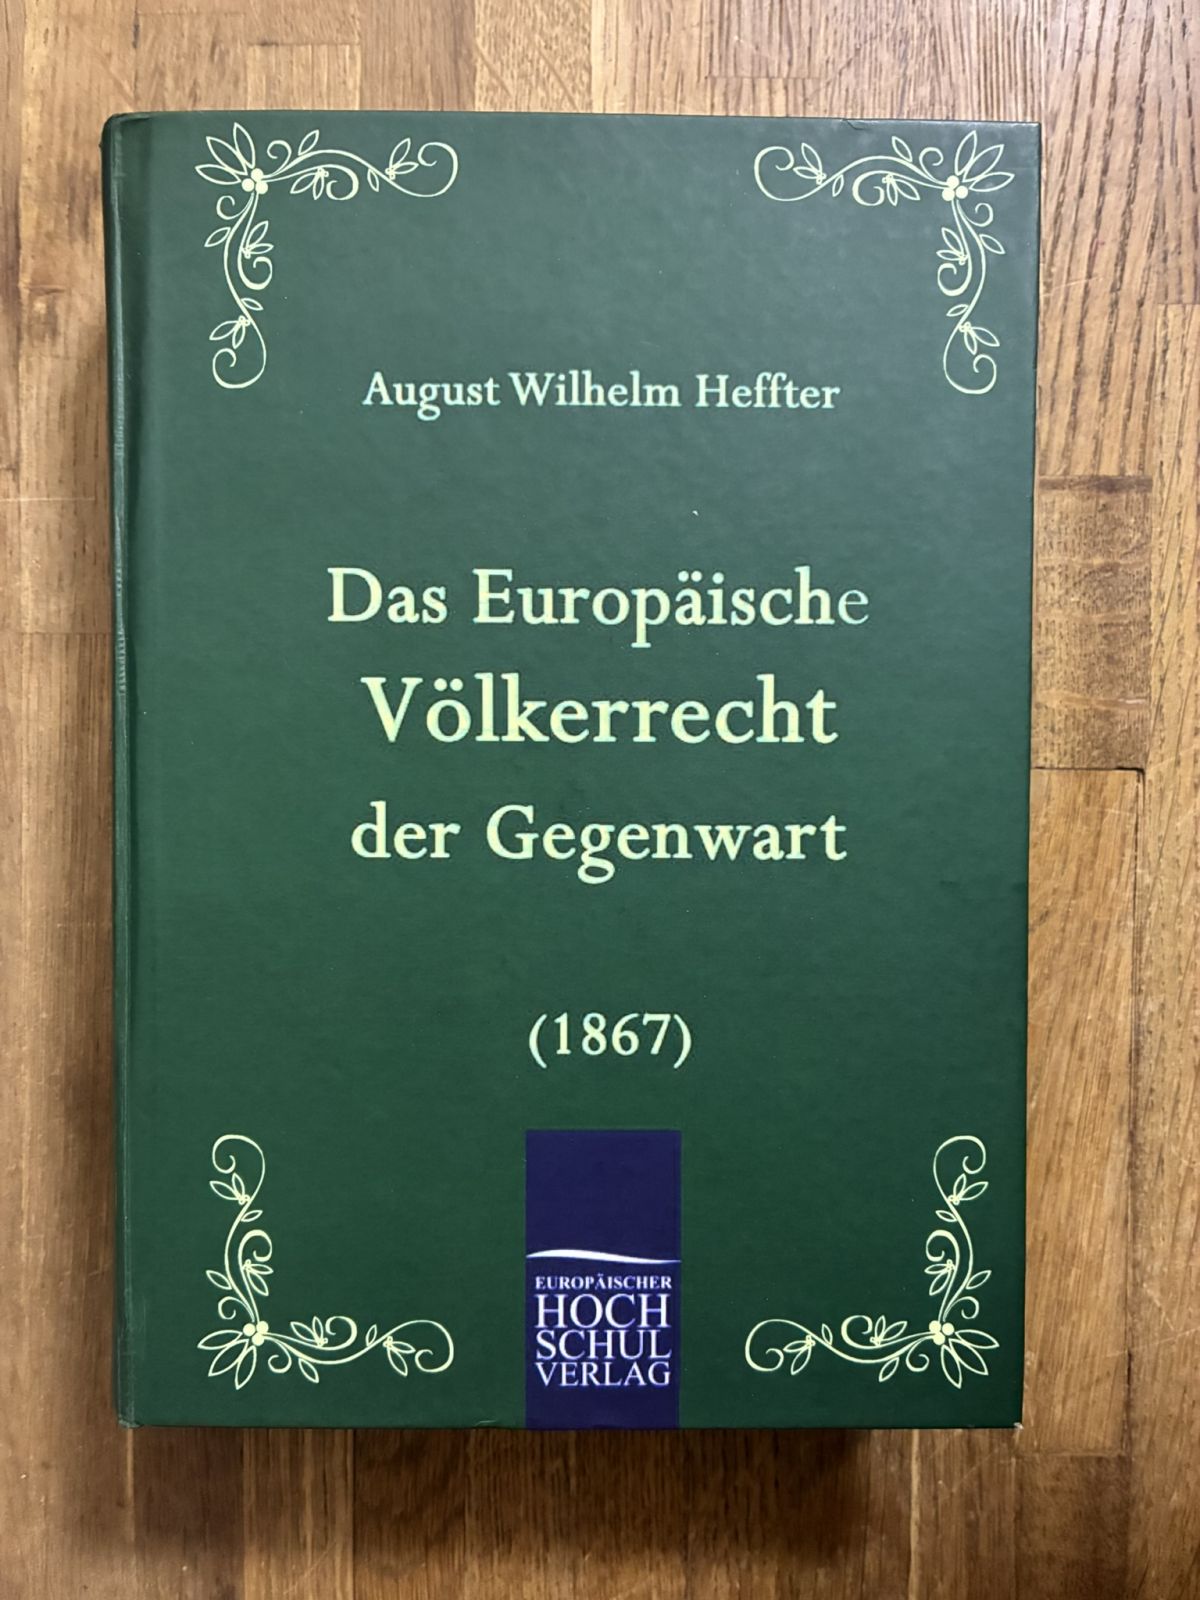 August Wilhelm Heffter
Das Europäische
Völkerrecht
der Gegenwart
(1867)
EUROPÄISCHER
HOCH
SCHUL
VERLAG